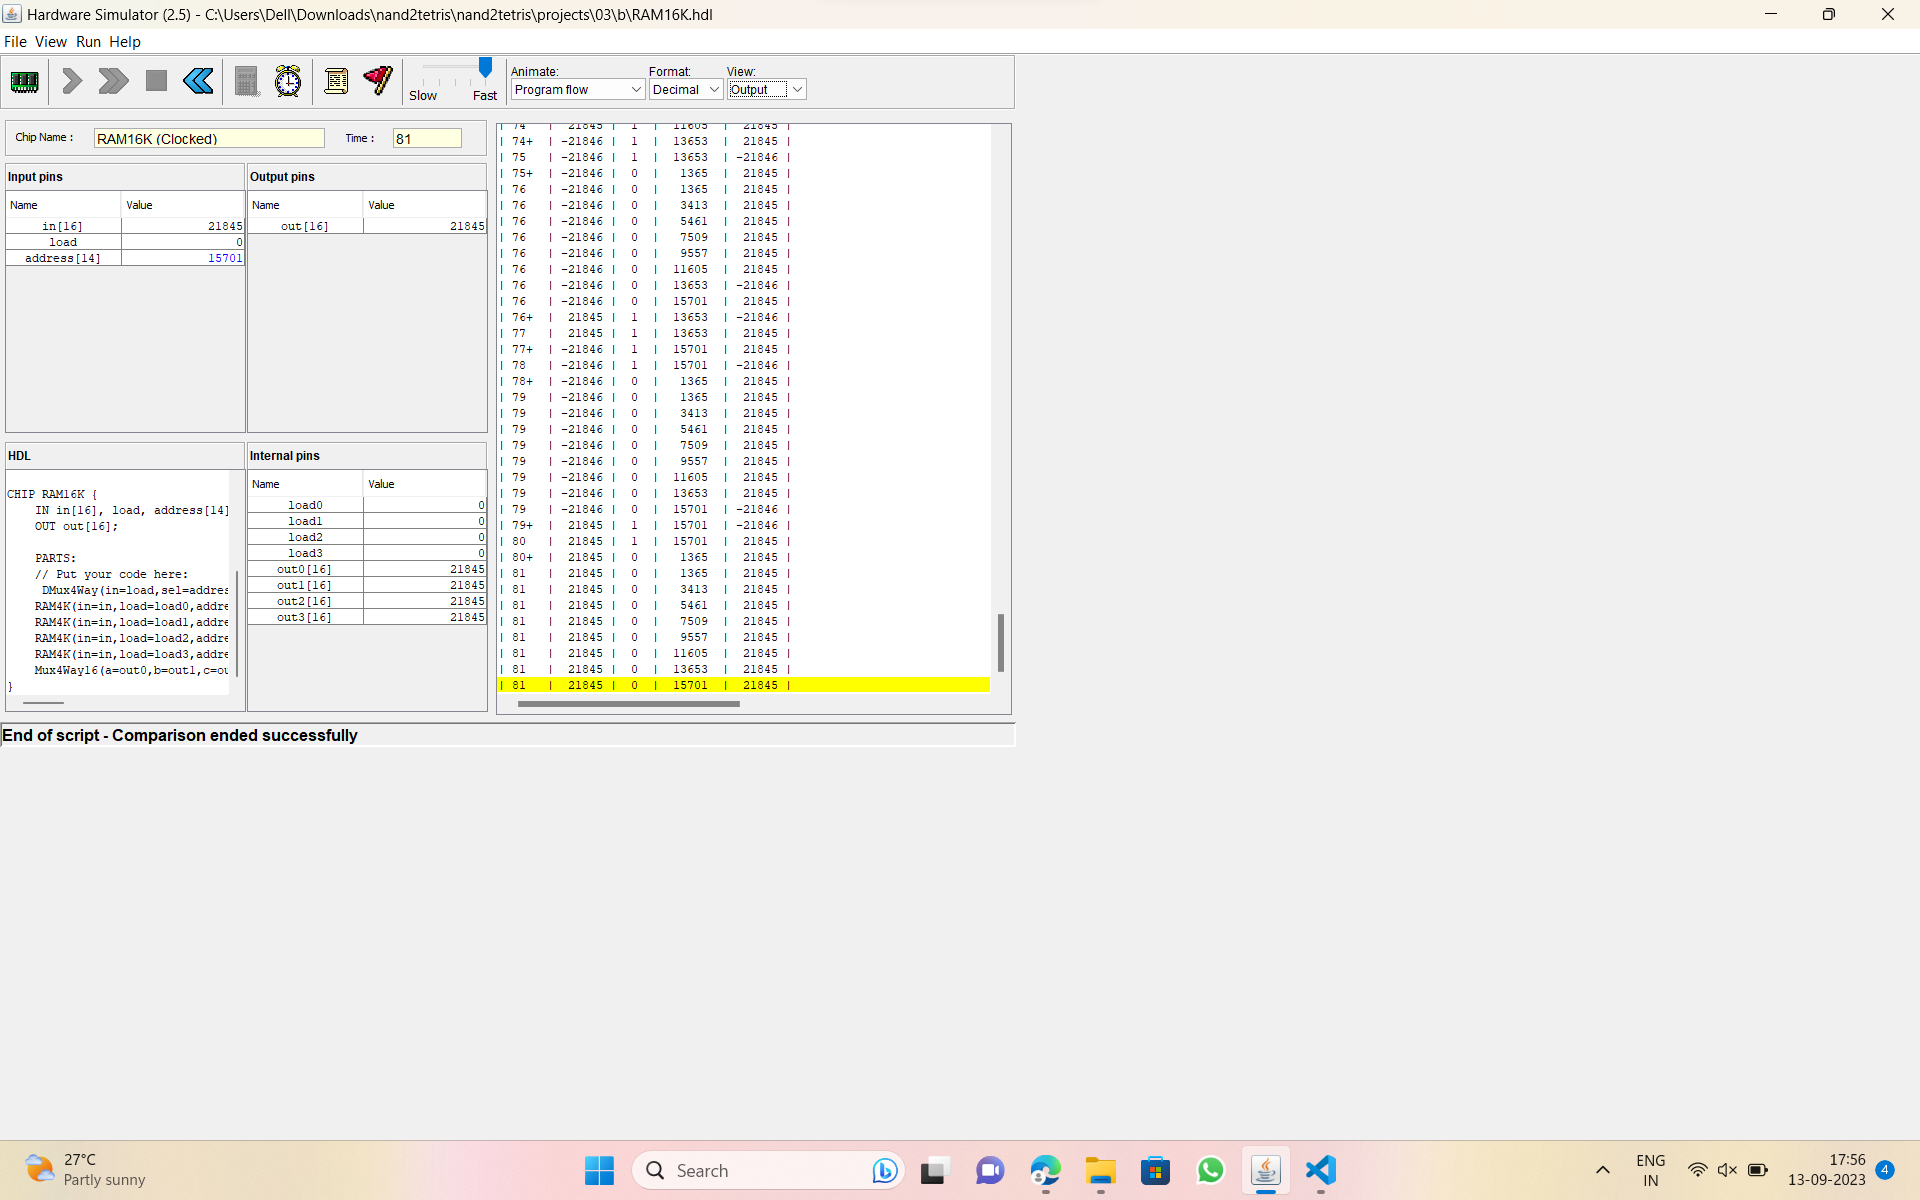 Hardware Simulator (2.5) - C:\Users\Dell\Downloads\nand2tetris\nand2tetris\projects\03\b\RAM16K.hdl
File View Run Help
Slow Fast
Animate: Format: View:
Program flow Decimal Output
Chip Name : RAM16K (Clocked) Time : 81
Input pins
Name Value
in[16] 21845
load 0
address[14] 15701
Output pins
Name Value
out[16] 21845
HDL
CHIP RAM16K {
IN in[16], load, address[14]
OUT out[16];
PARTS:
// Put your code here:
DMux4Way(in=load,sel=addres
RAM4K(in=in,load=load0,addre
RAM4K(in=in,load=load1,addre
RAM4K(in=in,load=load2,addre
RAM4K(in=in,load=load3,addre
Mux4Way16(a=out0,b=out1,c=ou
}
Internal pins
Name Value
load0 0
load1 0
load2 0
load3 0
out0[16] 21845
out1[16] 21845
out2[16] 21845
out3[16] 21845
| 74 | 21845 | 1 | 11605 | 21845 |
| 74+ | -21846 | 1 | 13653 | 21845 |
| 75 | -21846 | 1 | 13653 | -21846 |
| 75+ | -21846 | 0 | 1365 | 21845 |
| 76 | -21846 | 0 | 1365 | 21845 |
| 76 | -21846 | 0 | 3413 | 21845 |
| 76 | -21846 | 0 | 5461 | 21845 |
| 76 | -21846 | 0 | 7509 | 21845 |
| 76 | -21846 | 0 | 9557 | 21845 |
| 76 | -21846 | 0 | 11605 | 21845 |
| 76 | -21846 | 0 | 13653 | -21846 |
| 76 | -21846 | 0 | 15701 | 21845 |
| 76+ | 21845 | 1 | 13653 | -21846 |
| 77 | 21845 | 1 | 13653 | 21845 |
| 77+ | -21846 | 1 | 15701 | 21845 |
| 78 | -21846 | 1 | 15701 | -21846 |
| 78+ | -21846 | 0 | 1365 | 21845 |
| 79 | -21846 | 0 | 1365 | 21845 |
| 79 | -21846 | 0 | 3413 | 21845 |
| 79 | -21846 | 0 | 5461 | 21845 |
| 79 | -21846 | 0 | 7509 | 21845 |
| 79 | -21846 | 0 | 9557 | 21845 |
| 79 | -21846 | 0 | 11605 | 21845 |
| 79 | -21846 | 0 | 13653 | 21845 |
| 79 | -21846 | 0 | 15701 | -21846 |
| 79+ | 21845 | 1 | 15701 | -21846 |
| 80 | 21845 | 1 | 15701 | 21845 |
| 80+ | 21845 | 0 | 1365 | 21845 |
| 81 | 21845 | 0 | 1365 | 21845 |
| 81 | 21845 | 0 | 3413 | 21845 |
| 81 | 21845 | 0 | 5461 | 21845 |
| 81 | 21845 | 0 | 7509 | 21845 |
| 81 | 21845 | 0 | 9557 | 21845 |
| 81 | 21845 | 0 | 11605 | 21845 |
| 81 | 21845 | 0 | 13653 | 21845 |
| 81 | 21845 | 0 | 15701 | 21845 |
End of script - Comparison ended successfully
27°C
Partly sunny
Search
ENG
IN
17:56
13-09-2023
4